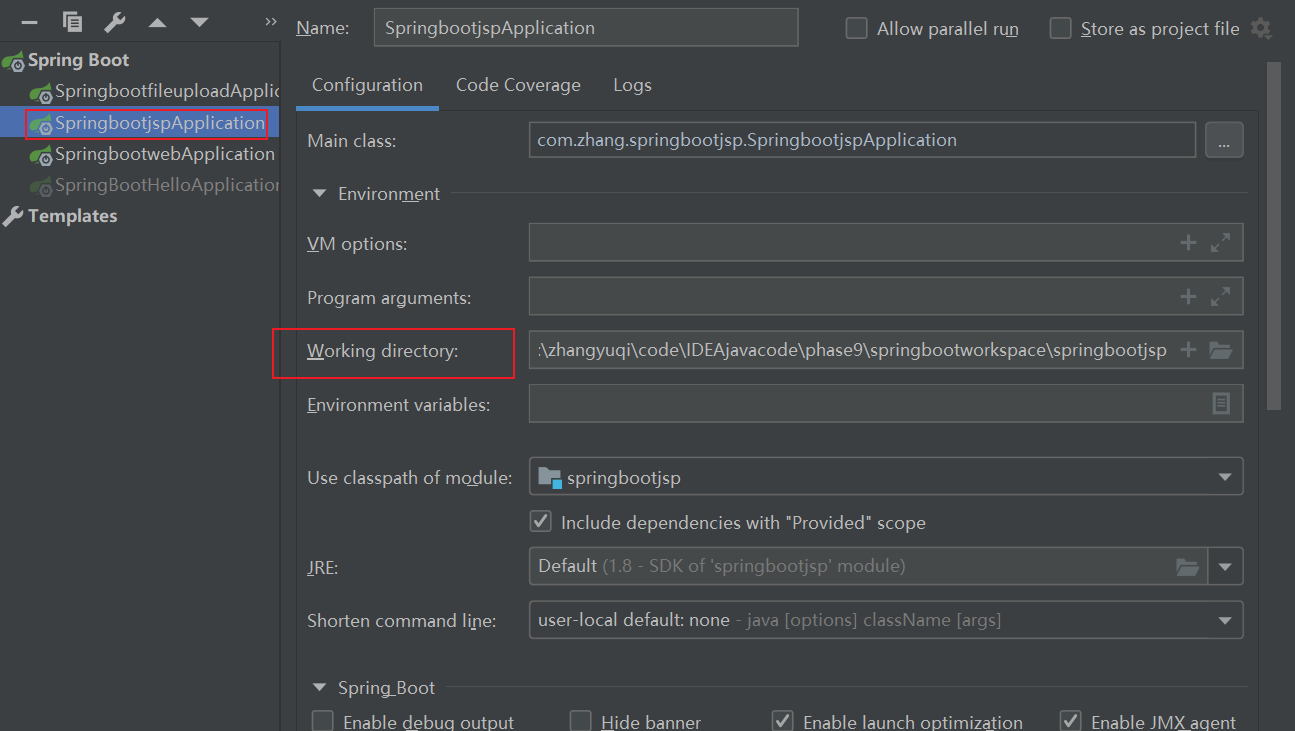 »
Name: SpringbootjspApplication Allow parallel run Store as project file
Spring Boot
SpringbootfileuploadApplic
SpringbootjspApplication
SpringbootwebApplication
SpringBootHelloApplication
Templates
Configuration Code Coverage Logs
Main class: com.zhang.springbootjsp.SpringbootjspApplication ...
Environment
VM options:
Program arguments:
Working directory: :\zhangyuqi\code\IDEAjavacode\phase9\springbootworkspace\springbootjsp
Environment variables:
Use classpath of module: springbootjsp
Include dependencies with "Provided" scope
JRE: Default (1.8 - SDK of 'springbootjsp' module)
Shorten command line: user-local default: none - java [options] className [args]
Spring Boot
Enable debug output Hide banner Enable launch optimization Enable JMX agent